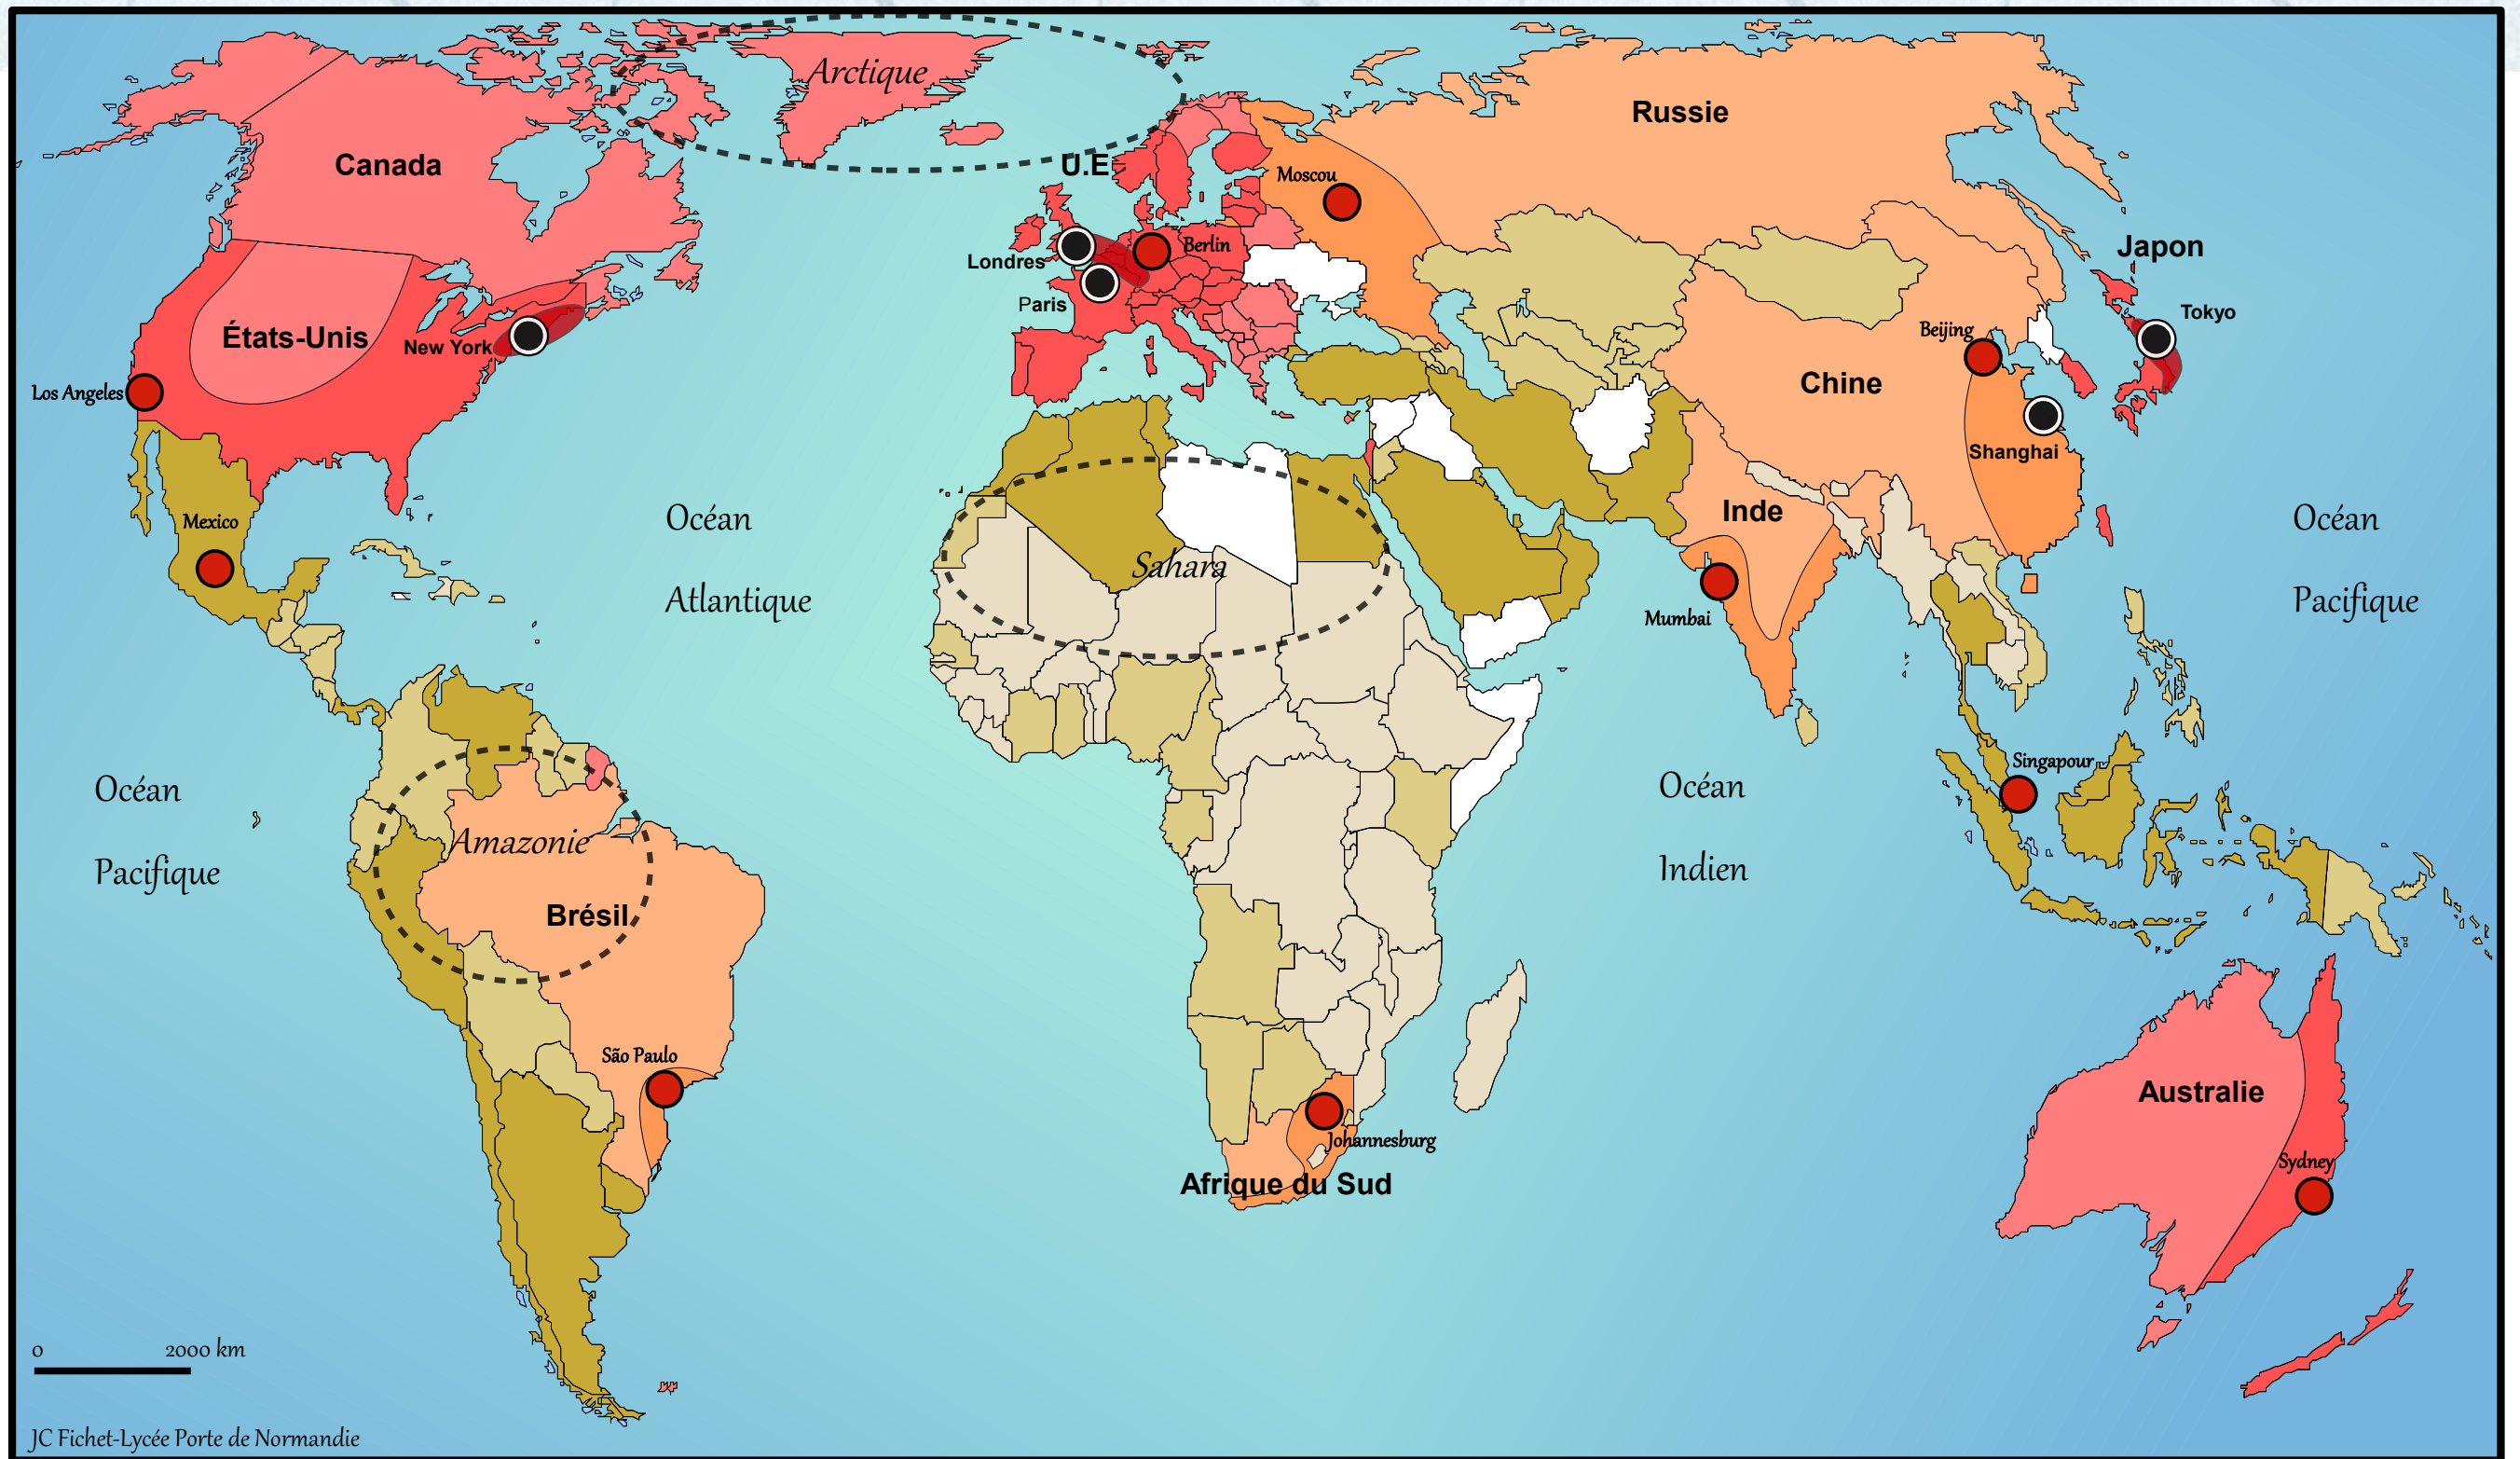 Arctique
Russie
Canada
U.E
Moscou
Berlin
Japon
Londres
Paris
Tokyo
États-Unis
New York
Beijing
Chine
Los Angeles
Shanghai
Mexico
Océan
Atlantique
Inde
Océan
Pacifique
Sahara
Mumbai
Singapour
Océan
Pacifique
Océan
Indien
Amazonie
Brésil
São Paulo
Australie
Johannesburg
Sydney
Afrique du Sud
0 2000 km
JC Fichet-Lycée Porte de Normandie